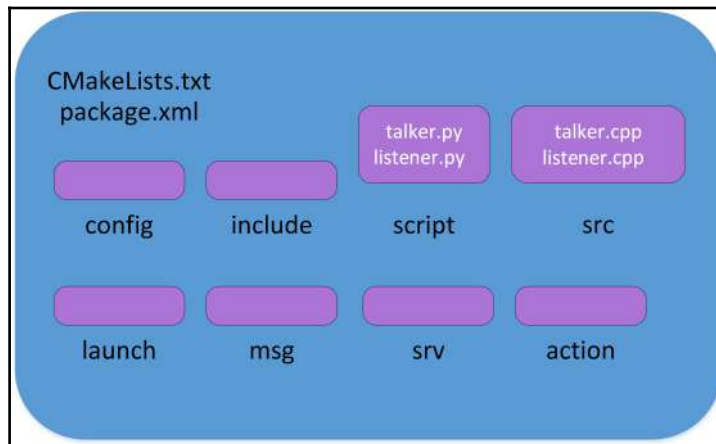 CMakeLists.txt
package.xml
talker.py
listener.py
talker.cpp
listener.cpp
config
include
script
src
launch
msg
srv
action